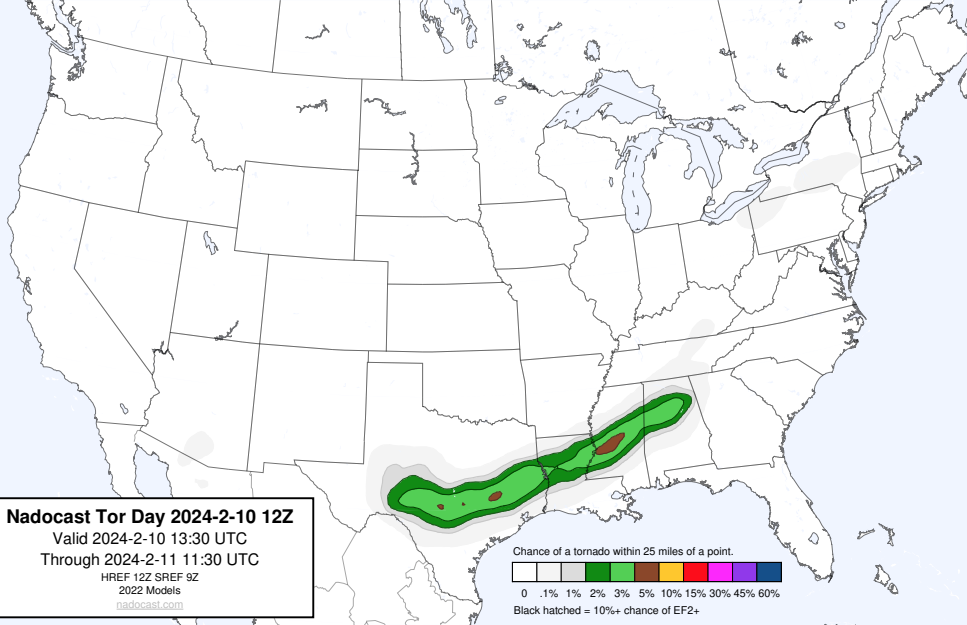 Nadocast Tor Day 2024-2-10 12Z
Valid 2024-2-10 13:30 UTC
Through 2024-2-11 11:30 UTC
HREF 12Z SREF 9Z
2022 Models
nadocast.com
Chance of a tornado within 25 miles of a point.
0 .1% 1% 2% 3% 5% 10% 15% 30% 45% 60%
Black hatched = 10%+ chance of EF2+